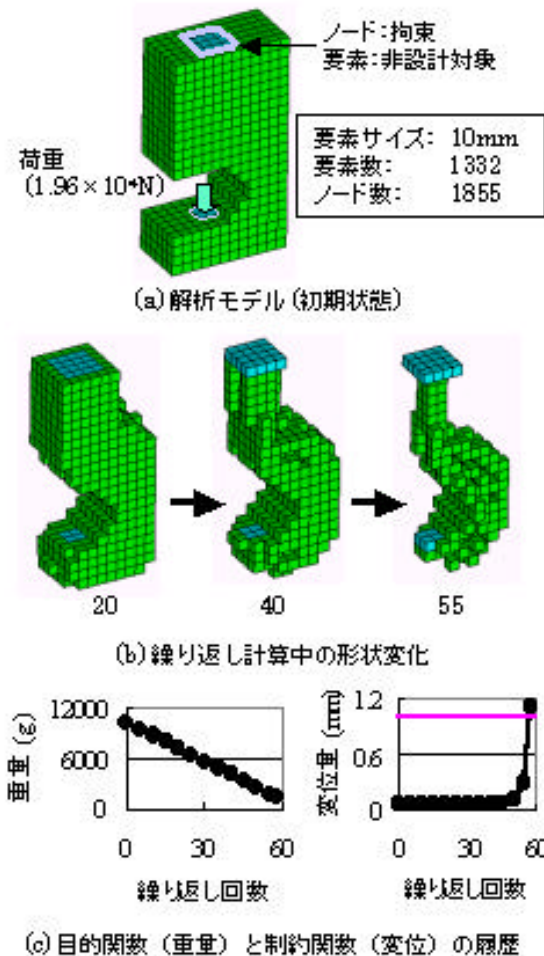 ノード:拘束
要素:非設計対象
荷重
(1.96×10⁴N)
要素サイズ: 10mm
要素数: 1332
ノード数: 1855
(a)解析モデル(初期状態)
20 40 55
(b)繰り返し計算中の形状変化
重量(g)
12000
6000
0
0 30 60
繰り返し回数
変位量(mm)
1.2
0.6
0
0 30 60
繰り返し回数
(c)目的関数(重量)と制約関数(変位)の履歴